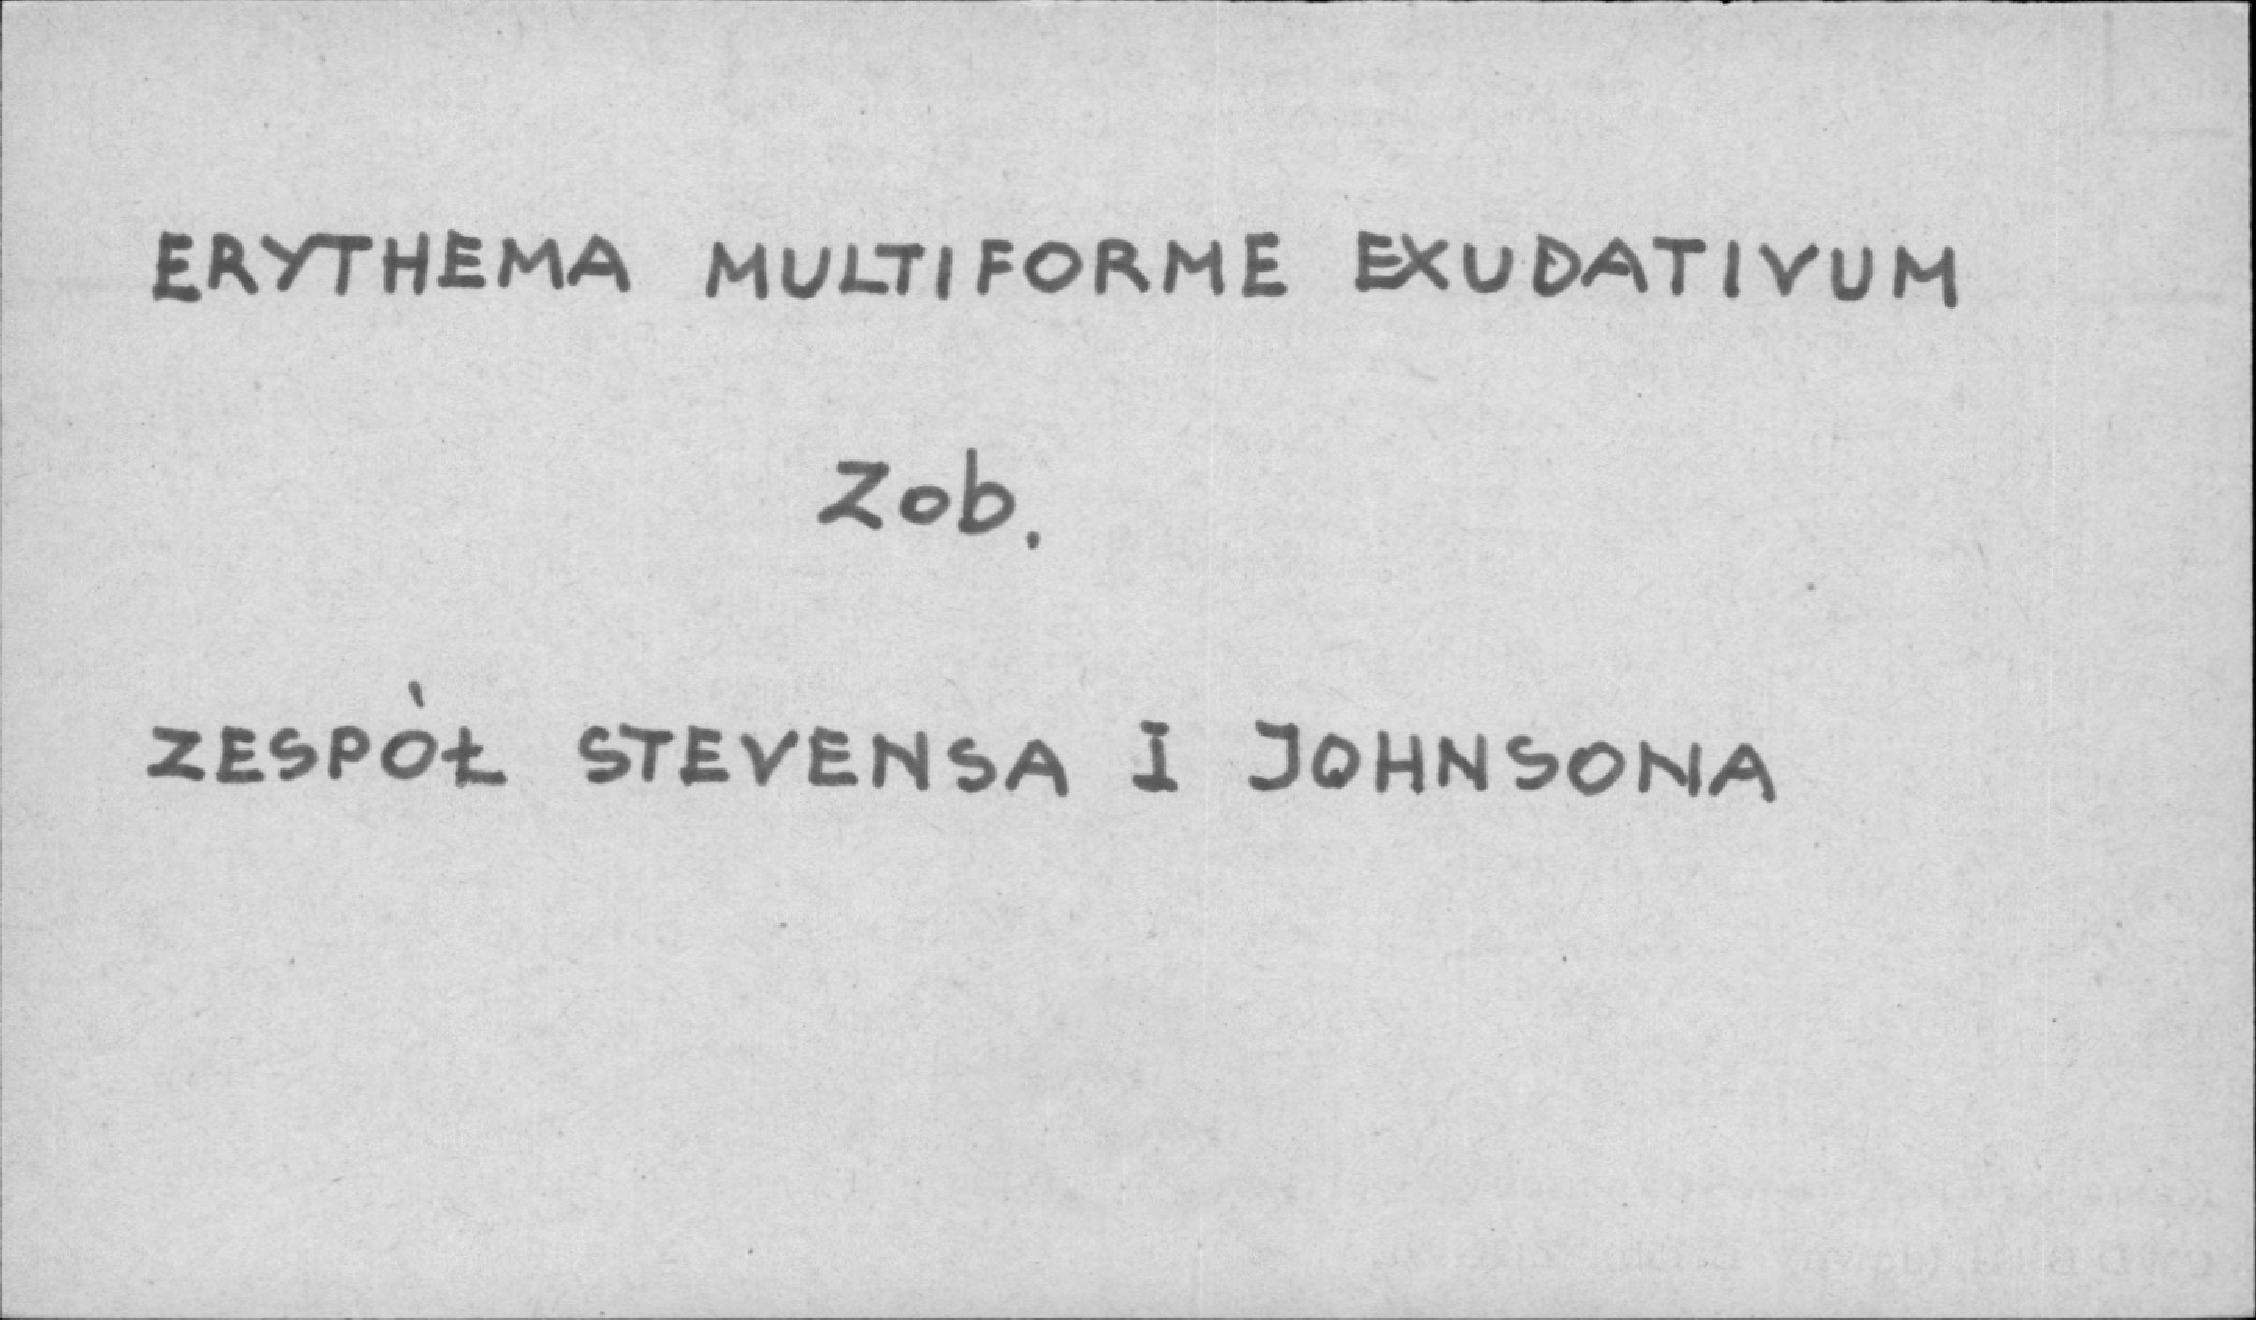 ERYTHEMA MULTIFORME EXUDATIVUM
Zob.
ZESPÓŁ STEVENSA I JOHNSONA